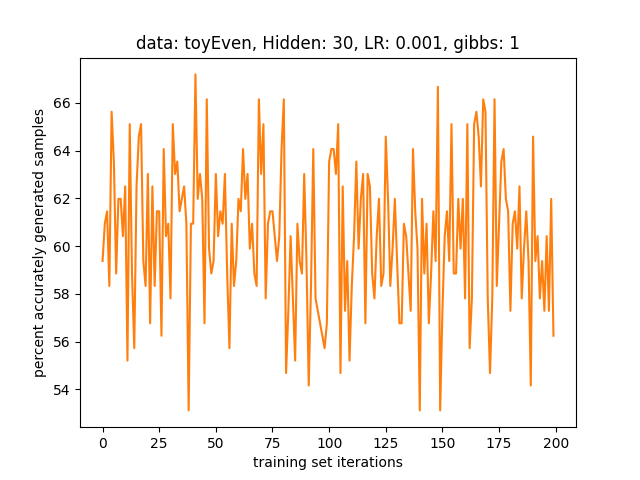 data: toyEven, Hidden: 30, LR: 0.001, gibbs: 1
percent accurately generated samples
66
64
62
60
58
56
54
0 25 50 75 100 125 150 175 200
training set iterations